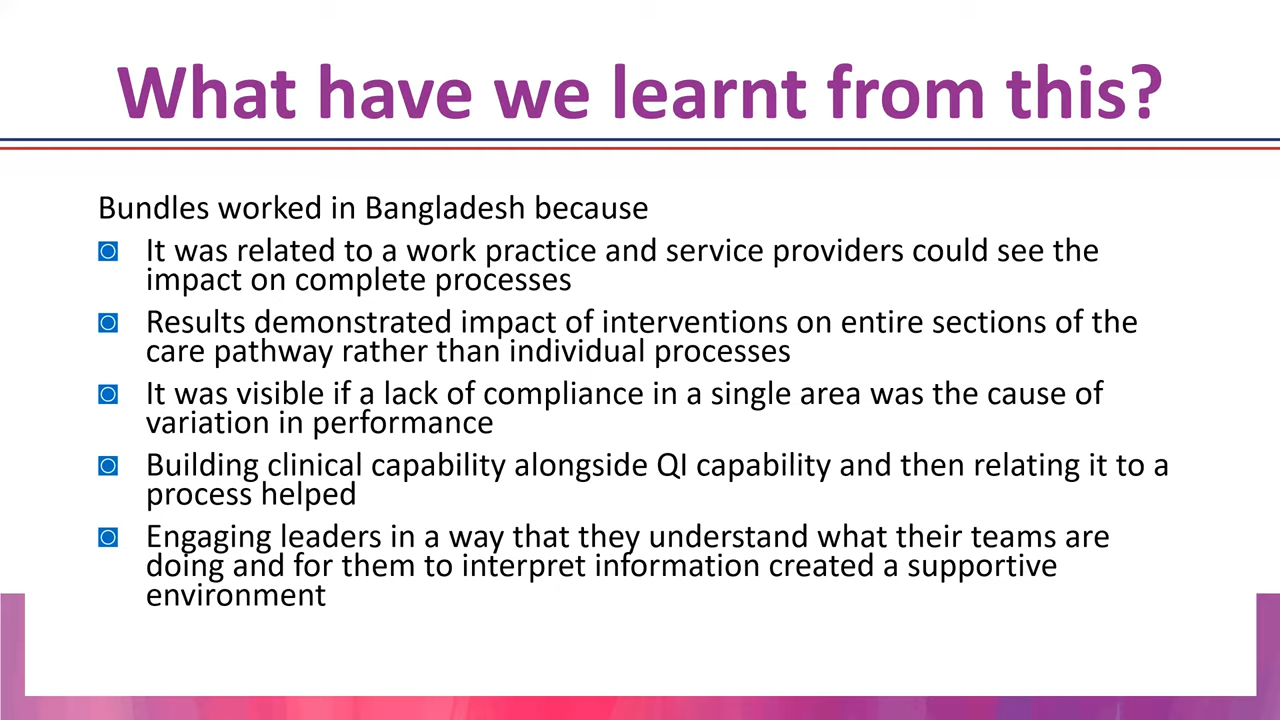 What have we learnt from this?
Bundles worked in Bangladesh because
It was related to a work practice and service providers could see the
impact on complete processes
Results demonstrated impact of interventions on entire sections of the
care pathway rather than individual processes
It was visible if a lack of compliance in a single area was the cause of
variation in performance
Building clinical capability alongside QI capability and then relating it to a
process helped
Engaging leaders in a way that they understand what their teams are
doing and for them to interpret information created a supportive
environment